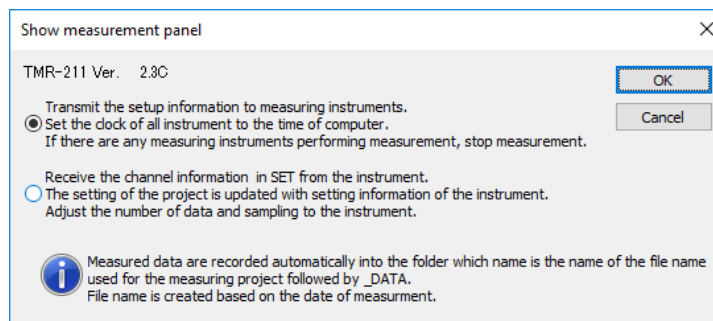 Show measurement panel
TMR-211 Ver. 2.3C
OK
Transmit the setup information to measuring instruments.
Set the clock of all instrument to the time of computer.
If there are any measuring instruments performing measurement, stop measurement.
Cancel
Receive the channel information in SET from the instrument.
The setting of the project is updated with setting information of the instrument.
Adjust the number of data and sampling to the instrument.
Measured data are recorded automatically into the folder which name is the name of the file name
used for the measuring project followed by _DATA.
File name is created based on the date of measurment.